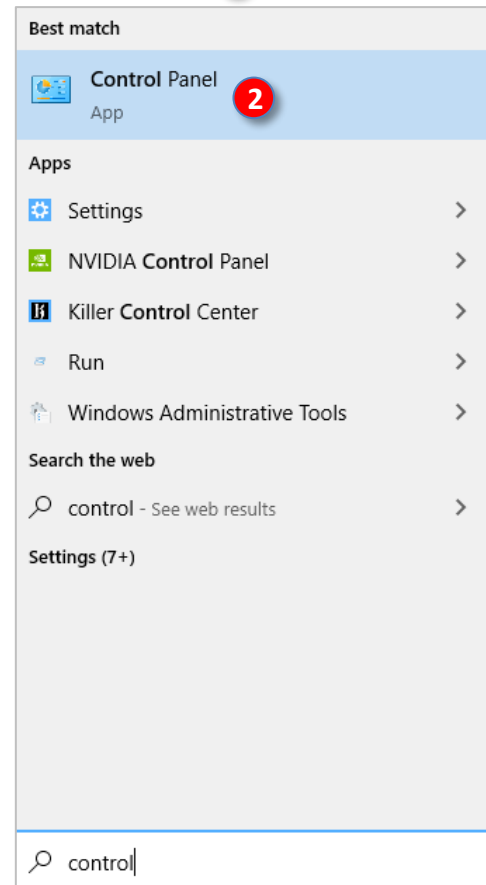 Best match
Control Panel
2
App
Apps
Settings
NVIDIA Control Panel
Killer Control Center
Run
Windows Administrative Tools
Search the web
control - See web results
Settings (7+)
control